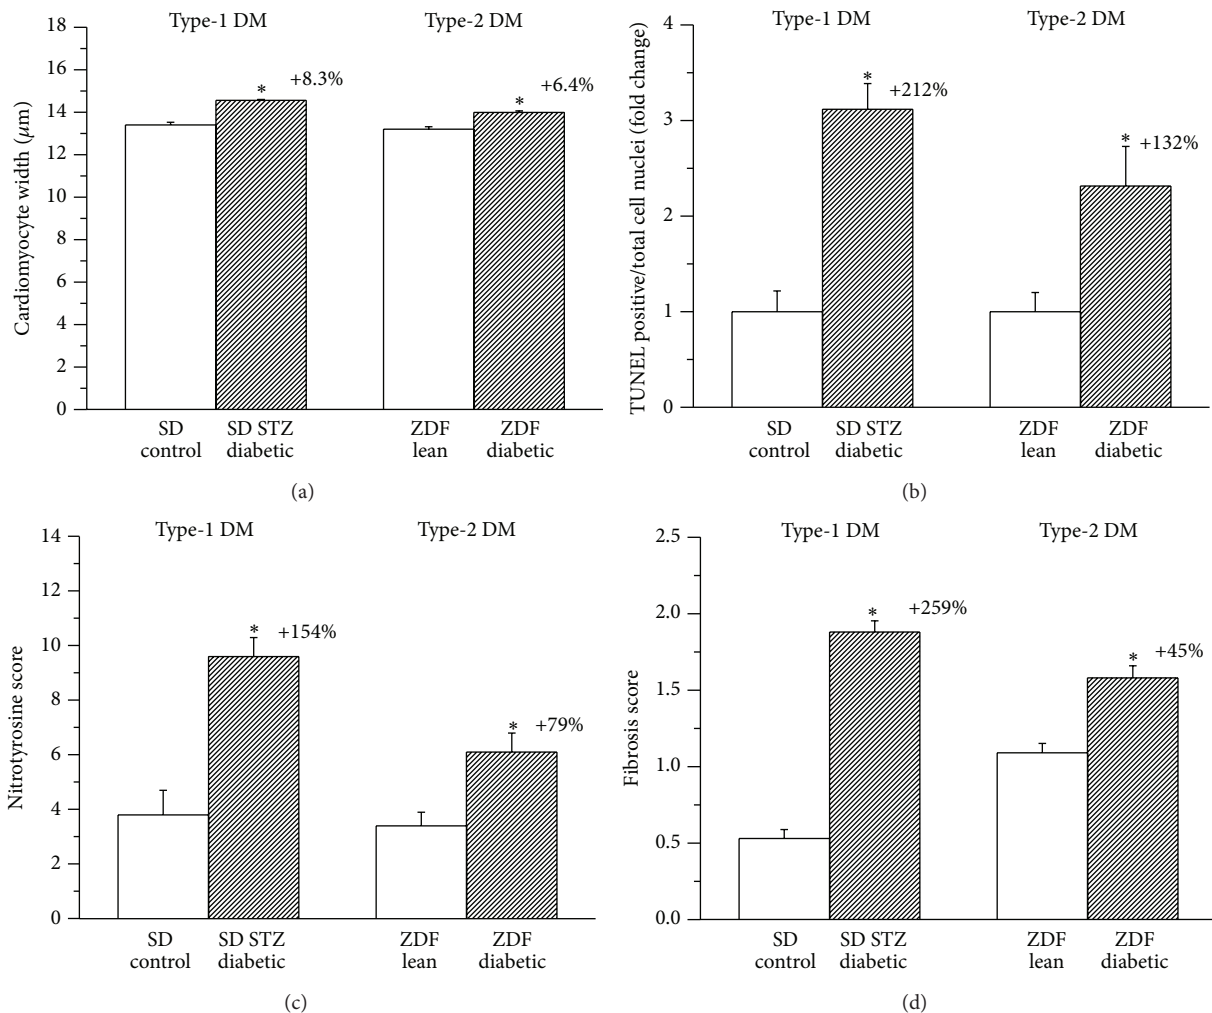 Type-1 DM
Type-2 DM
18
16
14
12
10
8
6
4
2
0
Cardiomyocyte width (μm)
*
+8.3%
*
+6.4%
SD
control
SD STZ
diabetic
ZDF
lean
ZDF
diabetic
(a)
Type-1 DM
Type-2 DM
4
3
2
1
0
TUNEL positive/total cell nuclei (fold change)
*
+212%
*
+132%
SD
control
SD STZ
diabetic
ZDF
lean
ZDF
diabetic
(b)
Type-1 DM
Type-2 DM
14
12
10
8
6
4
2
0
Nitrotyrosine score
*
+154%
*
+79%
SD
control
SD STZ
diabetic
ZDF
lean
ZDF
diabetic
(c)
Type-1 DM
Type-2 DM
2.5
2.0
1.5
1.0
0.5
0.0
Fibrosis score
*
+259%
*
+45%
SD
control
SD STZ
diabetic
ZDF
lean
ZDF
diabetic
(d)